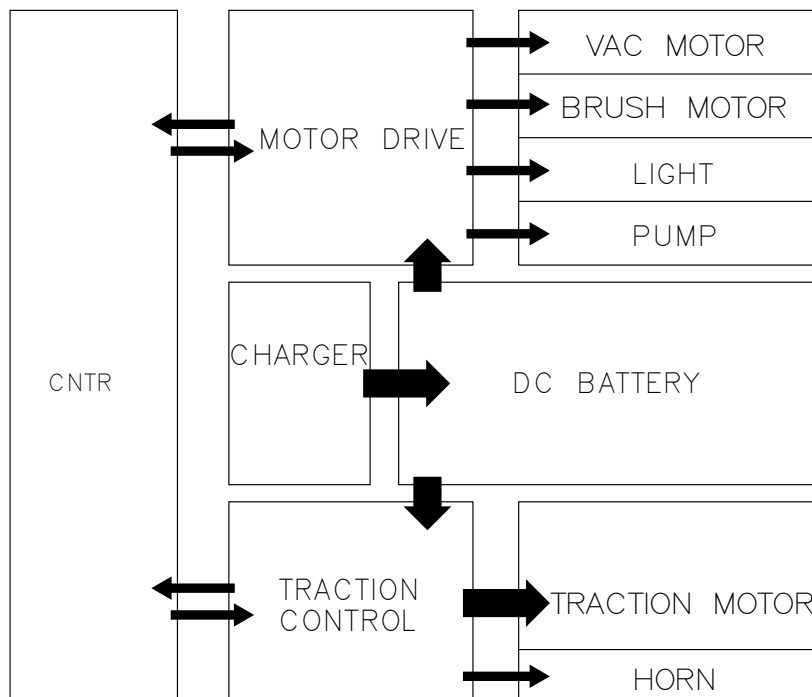 VAC MOTOR
BRUSH MOTOR
MOTOR DRIVE
LIGHT
PUMP
CHARGER
CNTR
DC BATTERY
TRACTION
CONTROL
TRACTION MOTOR
HORN